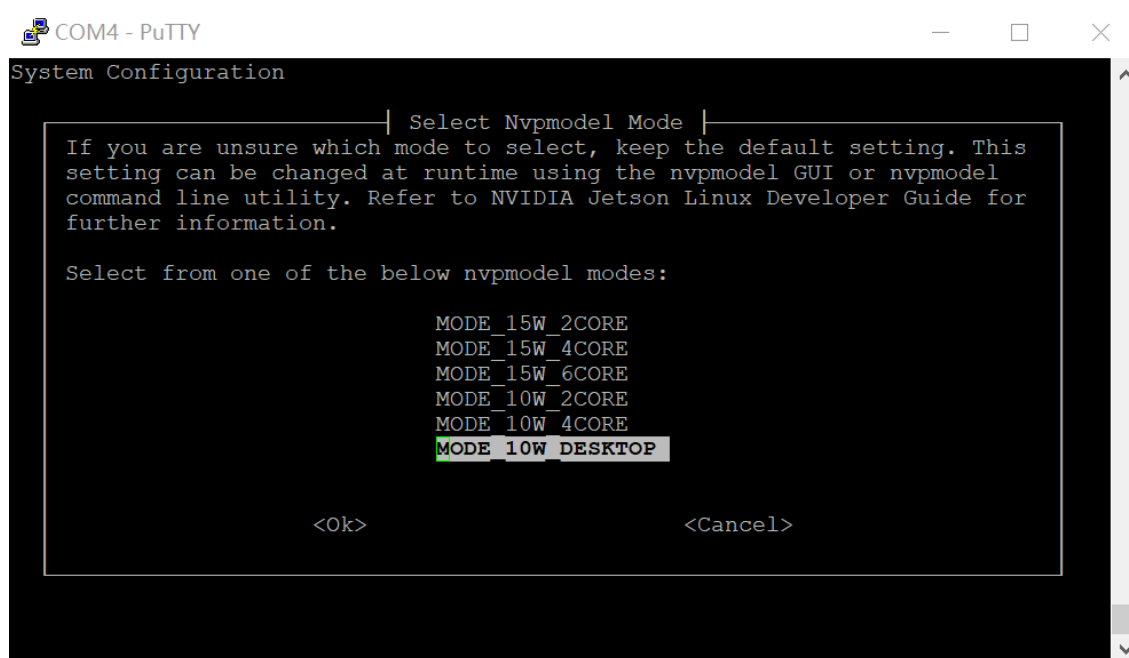 COM4 - PuTTY
System Configuration
Select Nvpmodel Mode
If you are unsure which mode to select, keep the default setting. This
setting can be changed at runtime using the nvpmodel GUI or nvpmodel
command line utility. Refer to NVIDIA Jetson Linux Developer Guide for
further information.
Select from one of the below nvpmodel modes:
MODE_15W_2CORE
MODE_15W_4CORE
MODE_15W_6CORE
MODE_10W_2CORE
MODE_10W_4CORE
MODE_10W_DESKTOP
<Ok> <Cancel>